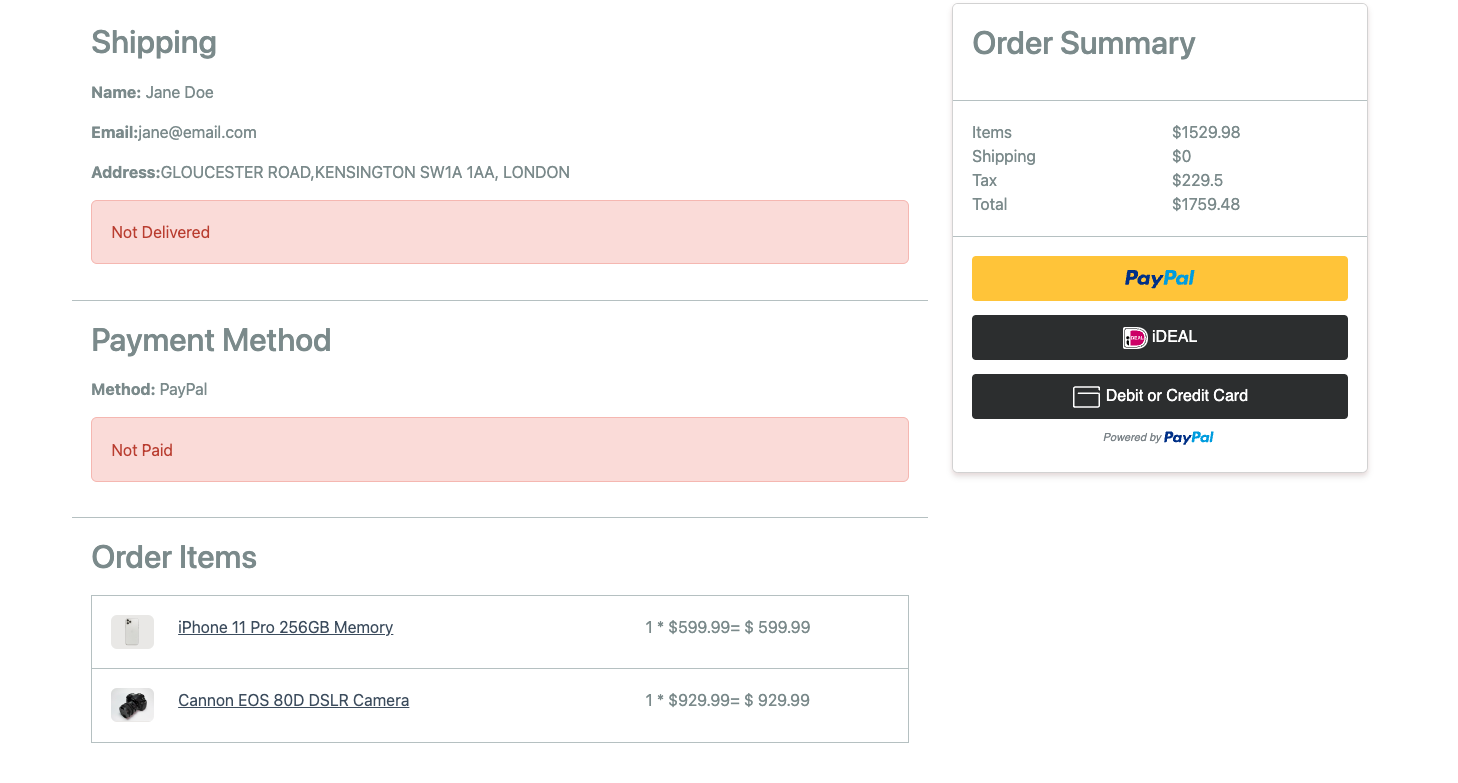 Shipping
Name: Jane Doe
Email:jane@email.com
Address:GLOUCESTER ROAD,KENSINGTON SW1A 1AA, LONDON
Not Delivered
Payment Method
Method: PayPal
Not Paid
Order Items
iPhone 11 Pro 256GB Memory 1 * $599.99= $ 599.99
Cannon EOS 80D DSLR Camera 1 * $929.99= $ 929.99
Order Summary
Items $1529.98
Shipping $0
Tax $229.5
Total $1759.48
PayPal
iDEAL
Debit or Credit Card
Powered by PayPal